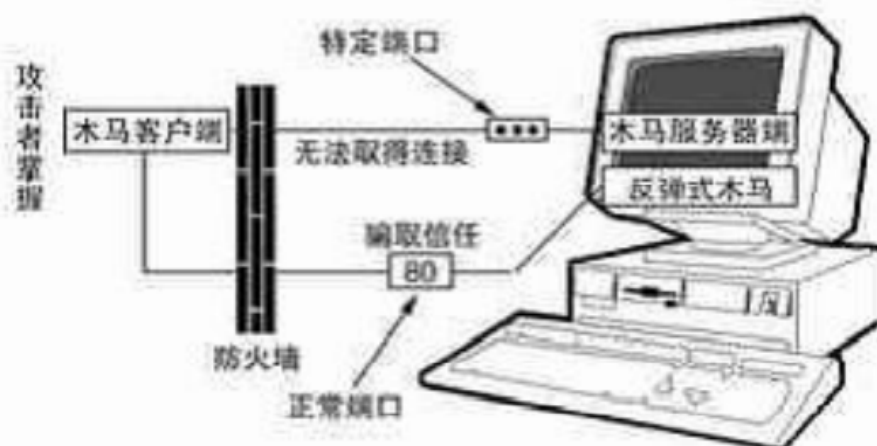 特定端口
攻击者掌握
木马客户端
木马服务器端
无法取得连接
反弹式木马
骗取信任
80
防火墙
正常端口